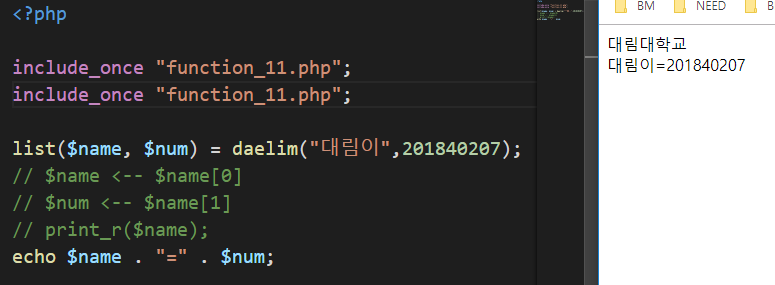 <?php
include_once "function_11.php";
include_once "function_11.php";
list($name, $num) = daelim("대림이",201840207);
// $name <-- $name[0]
// $num <-- $name[1]
// print_r($name);
echo $name . "=" . $num;
BM NEED B
대림대학교
대림이=201840207